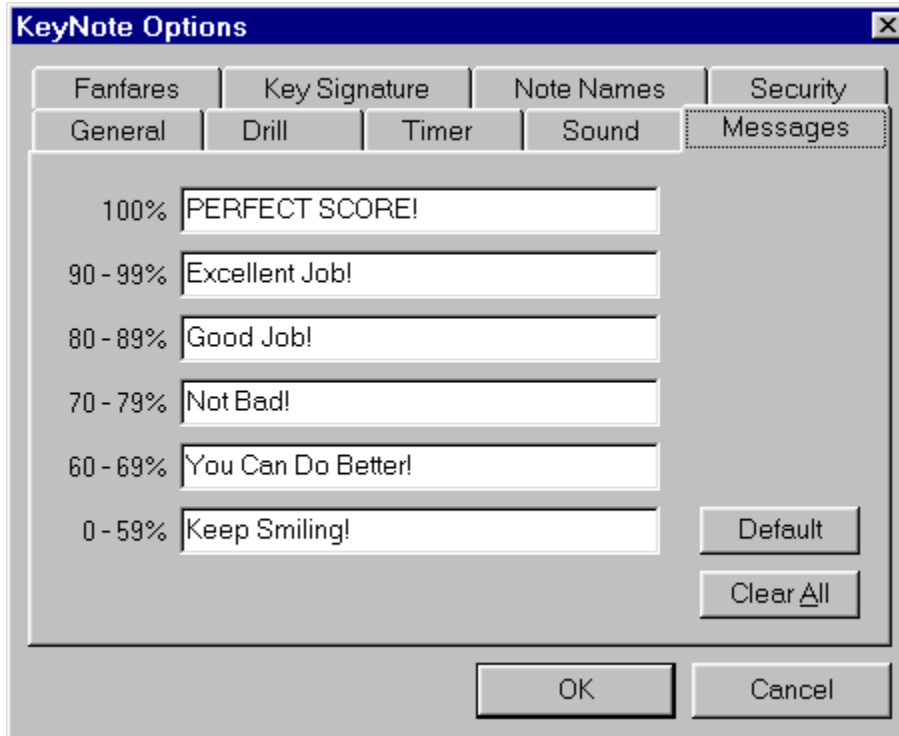 KeyNote Options
Fanfares Key Signature Note Names Security
General Drill Timer Sound Messages
100% PERFECT SCORE!
90 - 99% Excellent Job!
80 - 89% Good Job!
70 - 79% Not Bad!
60 - 69% You Can Do Better!
0 - 59% Keep Smiling!
Default
Clear All
OK Cancel